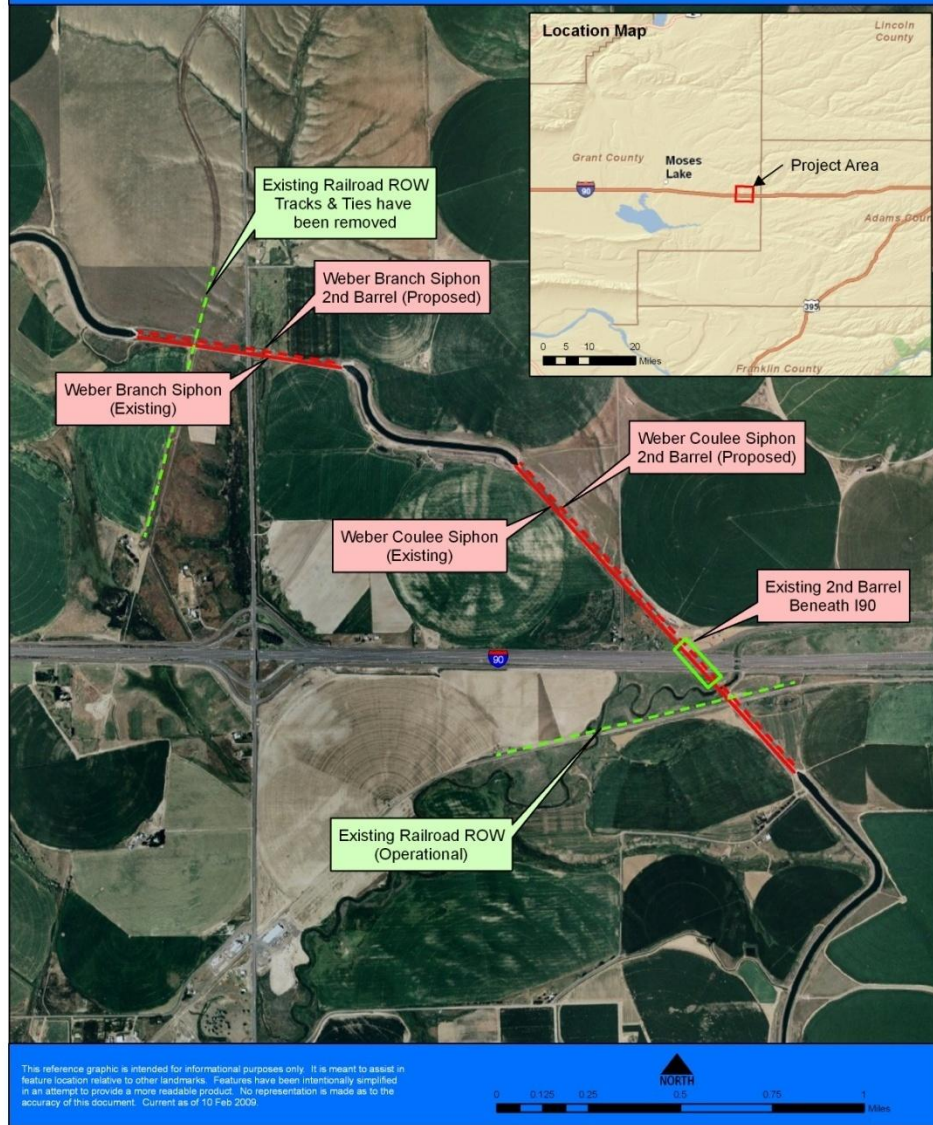 Location Map
Lincoln
County
Grant County
Moses
Lake
Project Area
90
395
Franklin County
0 5 10 20
Miles
Existing Railroad ROW
Tracks & Ties have
been removed
Weber Branch Siphon
2nd Barrel (Proposed)
Weber Branch Siphon
(Existing)
Weber Coulee Siphon
2nd Barrel (Proposed)
Weber Coulee Siphon
(Existing)
Existing 2nd Barrel
Beneath I90
90
Existing Railroad ROW
(Operational)
This reference graphic is intended for informational purposes only. It is meant to assist in
feature location relative to other landmarks. Features have been intentionally simplified
in an attempt to provide a more readable product. No representation is made as to the
accuracy of this document. Current as of 10 Feb 2009.
NORTH
0 0.125 0.25 0.5 0.75 1
Miles